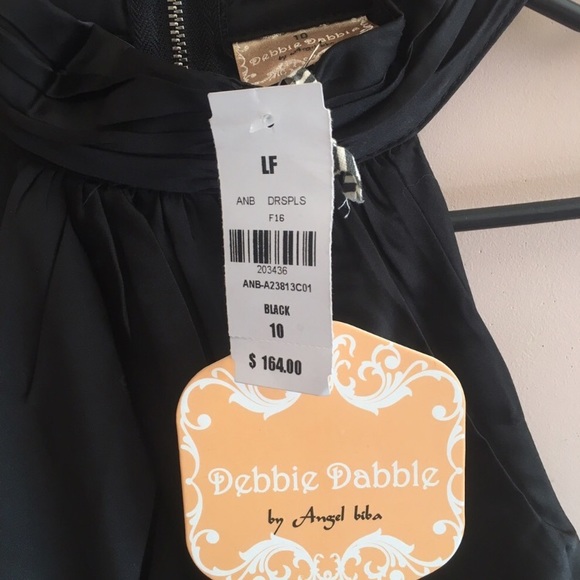 10
Debbie Dabble
by
LF
ANB DRSPLS
F16
203436
ANB-A23813C01
BLACK
10
$ 164.00
Debbie Dabble
by Angel biba